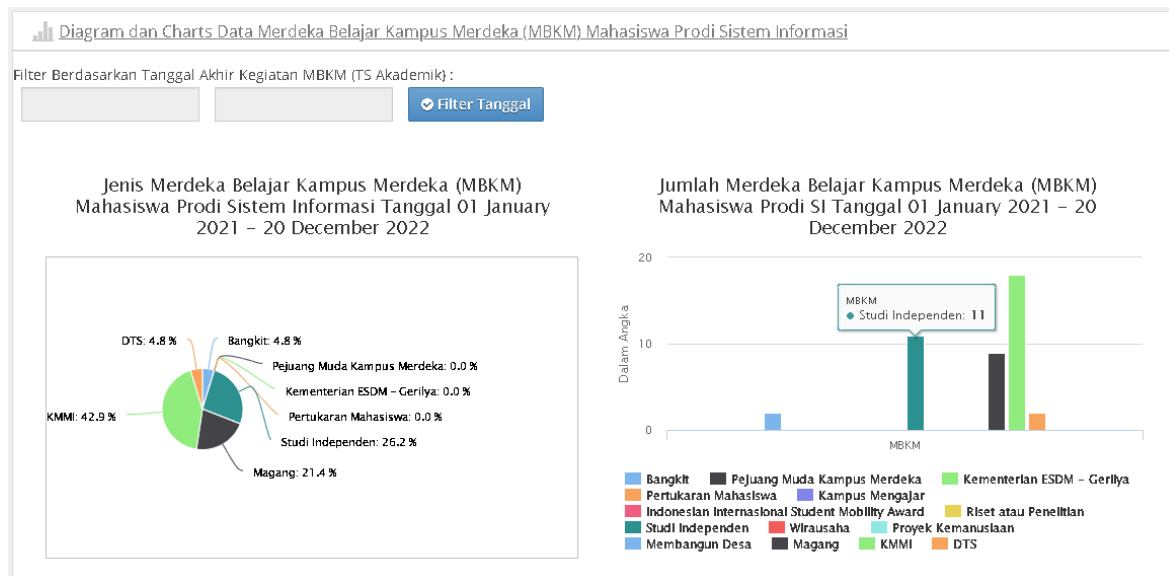 Diagram dan Charts Data Merdeka Belajar Kampus Merdeka (MBKM) Mahasiswa Prodi Sistem Informasi
Filter Berdasarkan Tanggal Akhir Kegiatan MBKM (TS Akademik) :
Filter Tanggal
Jenis Merdeka Belajar Kampus Merdeka (MBKM)
Mahasiswa Prodi Sistem Informasi Tanggal 01 January
2021 - 20 December 2022
DTS: 4.8 %
Bangkit: 4.8 %
Pejuang Muda Kampus Merdeka: 0.0 %
Kementerian ESDM - Gerilya: 0.0 %
KMMI: 42.9 %
Pertukaran Mahasiswa: 0.0 %
Studi Independen: 26.2 %
Magang: 21.4 %
Jumlah Merdeka Belajar Kampus Merdeka (MBKM)
Mahasiswa Prodi SI Tanggal 01 January 2021 - 20
December 2022
Dalam Angka
20
10
0
MBKM
Studi Independen: 11
MBKM
Bangkit Pejuang Muda Kampus Merdeka Kementerian ESDM - Gerilya
Pertukaran Mahasiswa Kampus Mengajar
Indonesian Internasional Student Mobility Award Riset atau Penelitian
Studi Independen Wirausaha Proyek Kemanusiaan
Membangun Desa Magang KMMI DTS